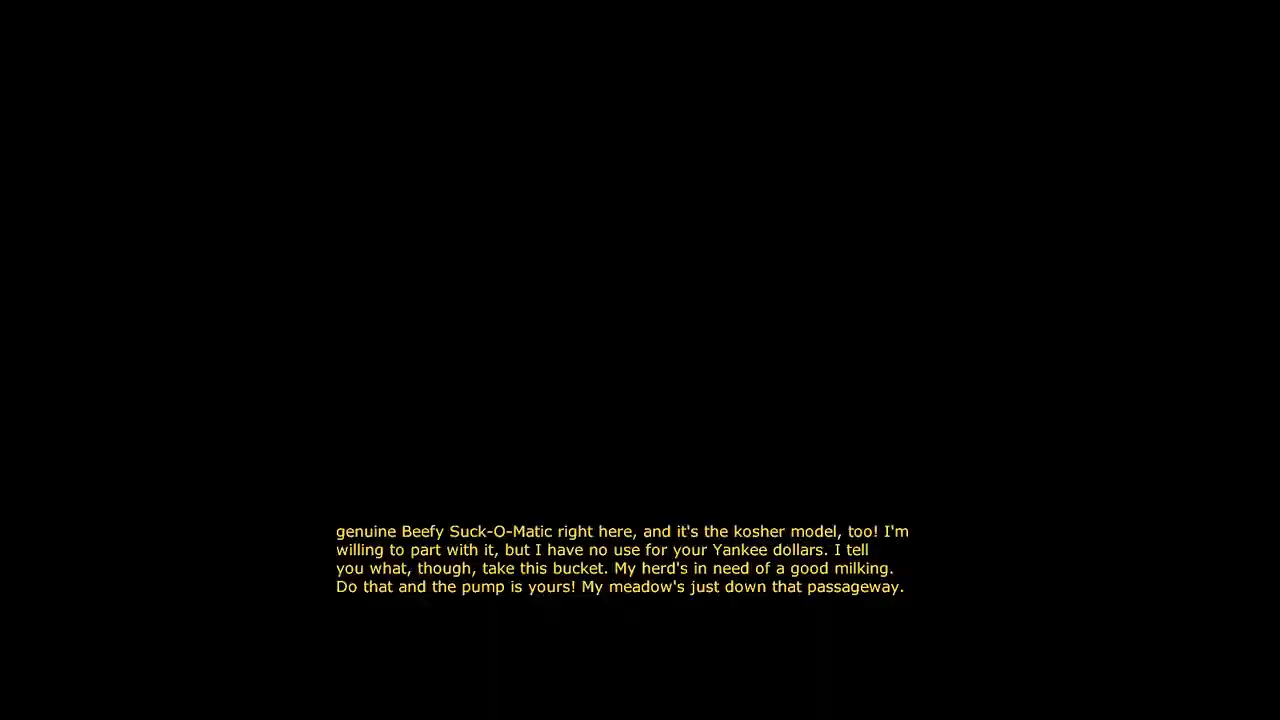 genuine Beefy Suck-O-Matic right here, and it's the kosher model, too! I'm
willing to part with it, but I have no use for your Yankee dollars. I tell
you what, though, take this bucket. My herd's in need of a good milking.
Do that and the pump is yours! My meadow's just down that passageway.